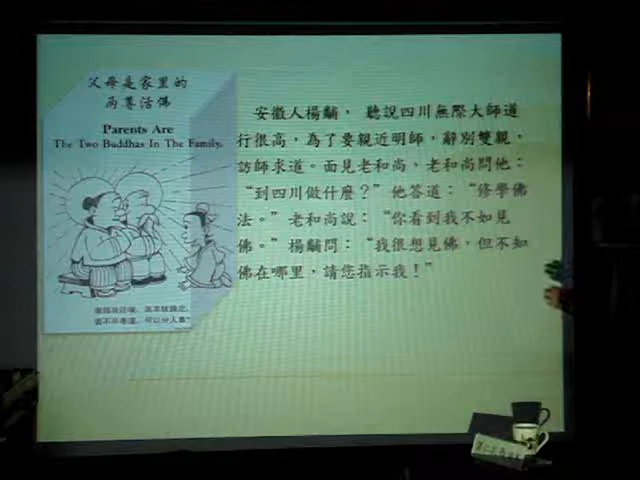 父母是家里的
兩尊活佛
Parents Are
The Two Buddhas In The Family.
安徽人楊黼， 聽說四川無際大師道
行很高，為了要親近明師，辭別雙親，
訪師求道。面見老和尚，老和尚問他：
“到四川做什麼？”他答道：“修學佛
法。”老和尚說：“你看到我不如見
佛。”楊黼問：“我很想見佛，但不知
佛在哪里，請您指示我！”